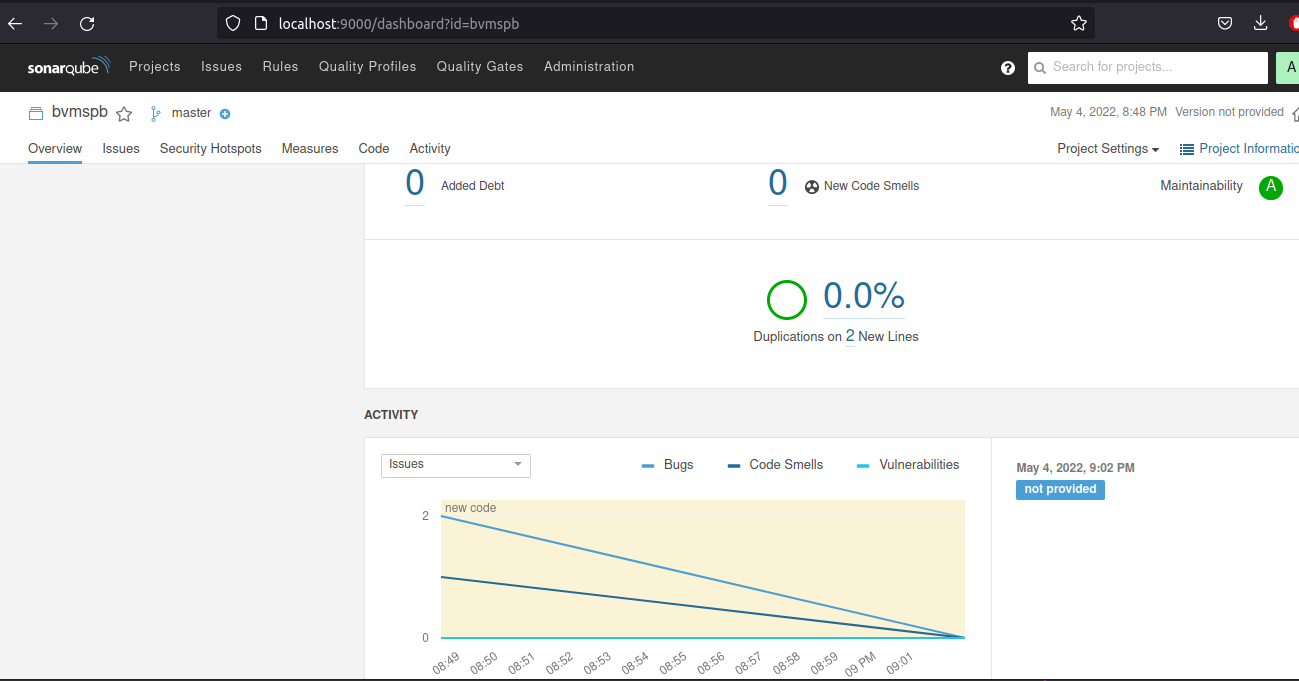 localhost:9000/dashboard?id=bvmspb
sonarqube Projects Issues Rules Quality Profiles Quality Gates Administration ? Search for projects... A
bvmspb master May 4, 2022, 8:48 PM Version not provided
Overview Issues Security Hotspots Measures Code Activity Project Settings Project Informatio
0 Added Debt 0 New Code Smells Maintainability A
0.0%
Duplications on 2 New Lines
ACTIVITY
Issues Bugs Code Smells Vulnerabilities
May 4, 2022, 9:02 PM
not provided
new code
2
0
08:49 08:50 08:51 08:52 08:53 08:54 08:55 08:56 08:57 08:58 08:59 09 PM 09:01